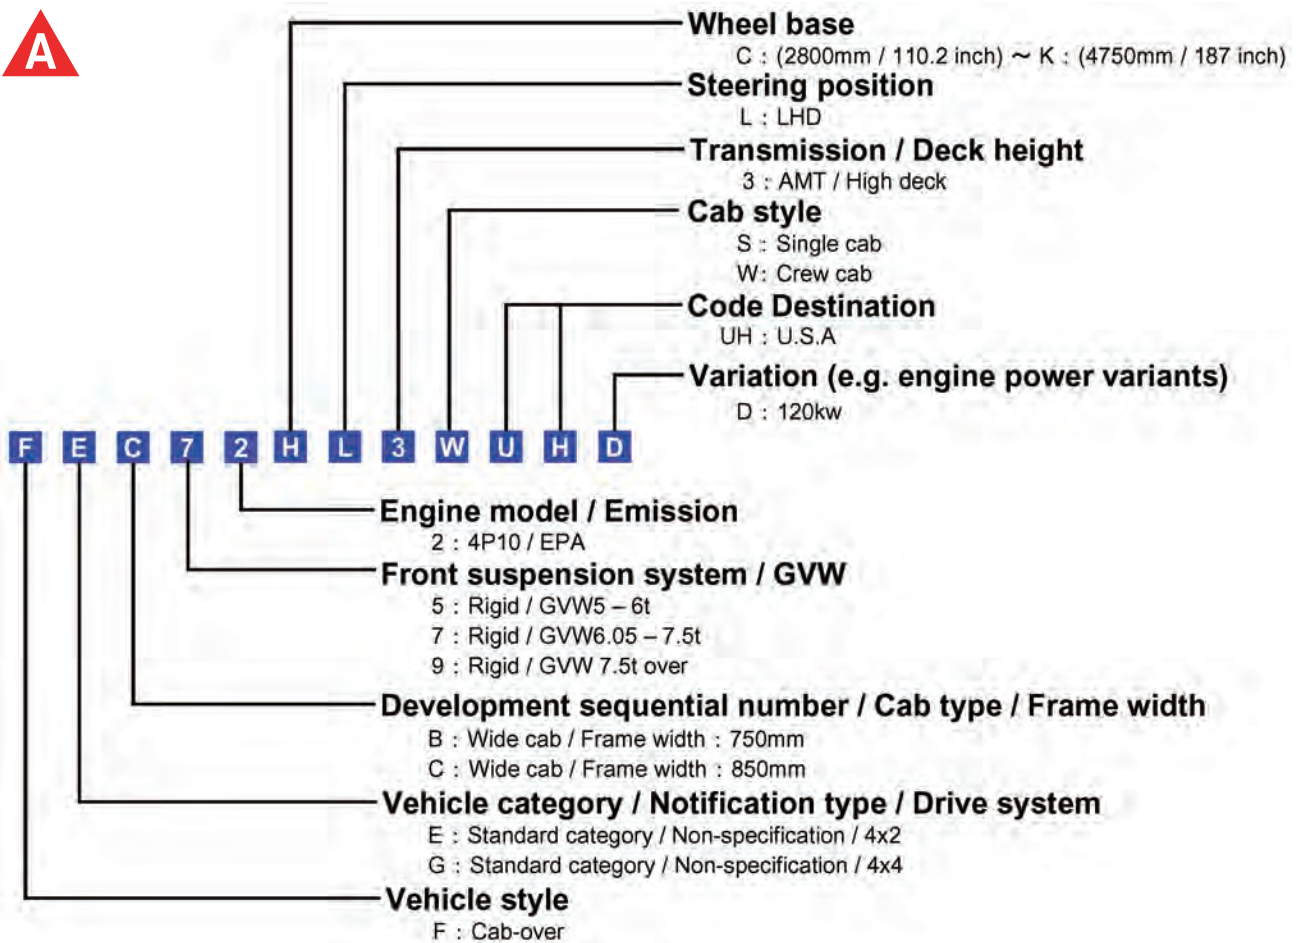 A
Wheel base
C : (2800mm / 110.2 inch) ~ K : (4750mm / 187 inch)
Steering position
L : LHD
Transmission / Deck height
3 : AMT / High deck
Cab style
S : Single cab
W : Crew cab
Code Destination
UH : U.S.A
Variation (e.g. engine power variants)
D : 120kw
F E C 7 2 H L 3 W U H D
Engine model / Emission
2 : 4P10 / EPA
Front suspension system / GVW
5 : Rigid / GVW5 – 6t
7 : Rigid / GVW6.05 – 7.5t
9 : Rigid / GVW 7.5t over
Development sequential number / Cab type / Frame width
B : Wide cab / Frame width : 750mm
C : Wide cab / Frame width : 850mm
Vehicle category / Notification type / Drive system
E : Standard category / Non-specification / 4x2
G : Standard category / Non-specification / 4x4
Vehicle style
F : Cab-over